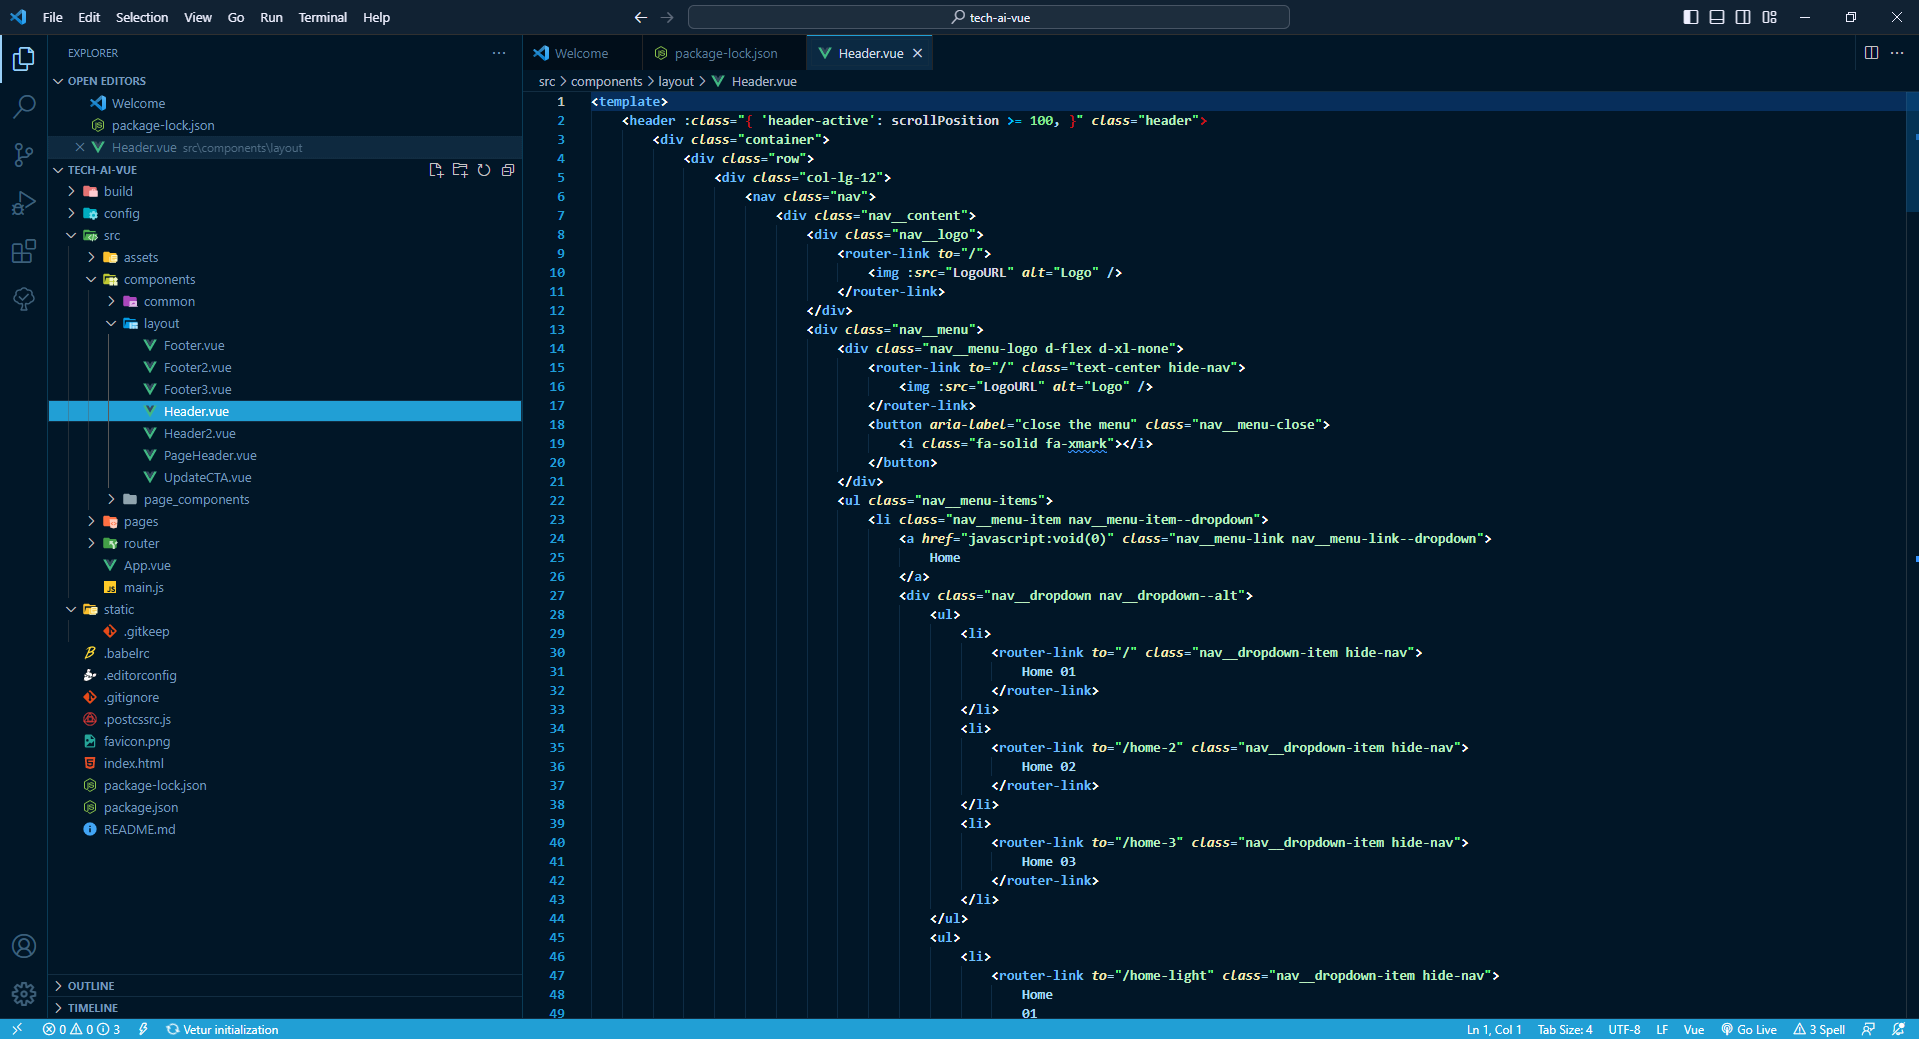 File Edit Selection View Go Run Terminal Help
tech-ai-vue
EXPLORER
OPEN EDITORS
Welcome
package-lock.json
Header.vue src\components\layout
TECH-AI-VUE
build
config
src
assets
components
common
layout
Footer.vue
Footer2.vue
Footer3.vue
Header.vue
Header2.vue
PageHeader.vue
UpdateCTA.vue
page_components
pages
router
App.vue
main.js
static
.gitkeep
.babelrc
.editorconfig
.gitignore
.postcssrc.js
favicon.png
index.html
package-lock.json
package.json
README.md
OUTLINE
TIMELINE
Welcome package-lock.json Header.vue
src > components > layout > Header.vue
1 <template>
2 <header :class="{ 'header-active': scrollPosition >= 100, }" class="header">
3 <div class="container">
4 <div class="row">
5 <div class="col-lg-12">
6 <nav class="nav">
7 <div class="nav__content">
8 <div class="nav__logo">
9 <router-link to="/">
10 <img :src="LogoURL" alt="Logo" />
11 </router-link>
12 </div>
13 <div class="nav__menu">
14 <div class="nav__menu-logo d-flex d-xl-none">
15 <router-link to="/" class="text-center hide-nav">
16 <img :src="LogoURL" alt="Logo" />
17 </router-link>
18 <button aria-label="close the menu" class="nav__menu-close">
19 <i class="fa-solid fa-xmark"></i>
20 </button>
21 </div>
22 <ul class="nav__menu-items">
23 <li class="nav__menu-item nav__menu-item--dropdown">
24 <a href="javascript:void(0)" class="nav__menu-link nav__menu-link--dropdown">
25 Home
26 </a>
27 <div class="nav__dropdown nav__dropdown--alt">
28 <ul>
29 <li>
30 <router-link to="/" class="nav__dropdown-item hide-nav">
31 Home 01
32 </router-link>
33 </li>
34 <li>
35 <router-link to="/home-2" class="nav__dropdown-item hide-nav">
36 Home 02
37 </router-link>
38 </li>
39 <li>
40 <router-link to="/home-3" class="nav__dropdown-item hide-nav">
41 Home 03
42 </router-link>
43 </li>
44 </ul>
45 <ul>
46 <li>
47 <router-link to="/home-light" class="nav__dropdown-item hide-nav">
48 Home
49 01
0 0 3 Vetur initialization Ln 1, Col 1 Tab Size: 4 UTF-8 LF Vue Go Live 3 Spell